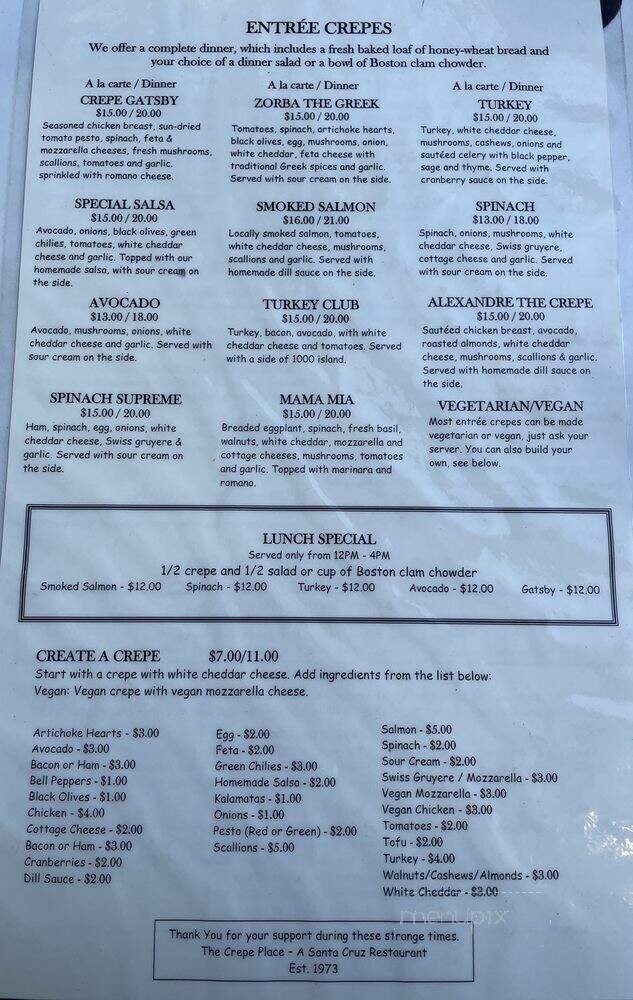 ENTRÉE CREPES
We offer a complete dinner, which includes a fresh baked loaf of honey-wheat bread and
your choice of a dinner salad or a bowl of Boston clam chowder.
A la carte / Dinner
CREPE GATSBY
$15.00 / 20.00
Seasoned chicken breast, sun-dried
tomato pesto, spinach, feta &
mozzarella cheeses, fresh mushrooms,
scallions, tomatoes and garlic.
sprinkled with romano cheese.
SPECIAL SALSA
$15.00 / 20.00
Avocado, onions, black olives, green
chilies, tomatoes, white cheddar
cheese and garlic. Topped with our
homemade salsa, with sour cream on
the side.
AVOCADO
$13.00 / 18.00
Avocado, mushrooms, onions, white
cheddar cheese and garlic. Served with
sour cream on the side.
SPINACH SUPREME
$15.00 / 20.00
Ham, spinach, egg, onions, white
cheddar cheese, Swiss gruyere &
garlic. Served with sour cream on
the side.
A la carte / Dinner
ZORBA THE GREEK
$15.00 / 20.00
Tomatoes, spinach, artichoke hearts,
black olives, egg, mushrooms, onion,
white cheddar, feta cheese with
traditional Greek spices and garlic.
Served with sour cream on the side.
SMOKED SALMON
$16.00 / 21.00
Locally smoked salmon, tomatoes,
white cheddar cheese, mushrooms,
scallions and garlic. Served with
homemade dill sauce on the side.
TURKEY CLUB
$15.00 / 20.00
Turkey, bacon, avocado, with white
cheddar cheese and tomatoes. Served
with a side of 1000 island.
MAMA MIA
$15.00 / 20.00
Breaded eggplant, spinach, fresh basil,
walnuts, white cheddar, mozzarella and
cottage cheeses, mushrooms, tomatoes
and garlic. Topped with marinara and
romano.
A la carte / Dinner
TURKEY
$15.00 / 20.00
Turkey, white cheddar cheese,
mushrooms, cashews, onions and
sautéed celery with black pepper,
sage and thyme. Served with
cranberry sauce on the side.
SPINACH
$13.00 / 18.00
Spinach, onions, mushrooms, white
cheddar cheese, Swiss gruyere,
cottage cheese and garlic. Served
with sour cream on the side.
ALEXANDRE THE CREPE
$15.00 / 20.00
Sautéed chicken breast, avocado,
roasted almonds, white cheddar
cheese, mushrooms, scallions & garlic.
Served with homemade dill sauce on
the side.
VEGETARIAN/VEGAN
Most entrée crepes can be made
vegetarian or vegan, just ask your
server. You can also build your
own, see below.
LUNCH SPECIAL
Served only from 12PM - 4PM
1/2 crepe and 1/2 salad or cup of Boston clam chowder
Smoked Salmon - $12.00 Spinach - $12.00 Turkey - $12.00 Avocado - $12.00 Gatsby - $12.00
CREATE A CREPE $7.00/11.00
Start with a crepe with white cheddar cheese. Add ingredients from the list below:
Vegan: Vegan crepe with vegan mozzarella cheese.
Artichoke Hearts - $3.00
Avocado - $3.00
Bacon or Ham - $3.00
Bell Peppers - $1.00
Black Olives - $1.00
Chicken - $4.00
Cottage Cheese - $2.00
Bacon or Ham - $3.00
Cranberries - $2.00
Dill Sauce - $2.00
Egg - $2.00
Feta - $2.00
Green Chilies - $3.00
Homemade Salsa - $2.00
Kalamatas - $1.00
Onions - $1.00
Pesto (Red or Green) - $2.00
Scallions - $5.00
Salmon - $5.00
Spinach - $2.00
Sour Cream - $2.00
Swiss Gruyere / Mozzarella - $3.00
Vegan Mozzarella - $3.00
Vegan Chicken - $3.00
Tomatoes - $2.00
Tofu - $2.00
Turkey - $4.00
Walnuts/Cashews/Almonds - $3.00
White Cheddar - $3.00
menupix
Thank You for your support during these strange times.
The Crepe Place - A Santa Cruz Restaurant
Est. 1973